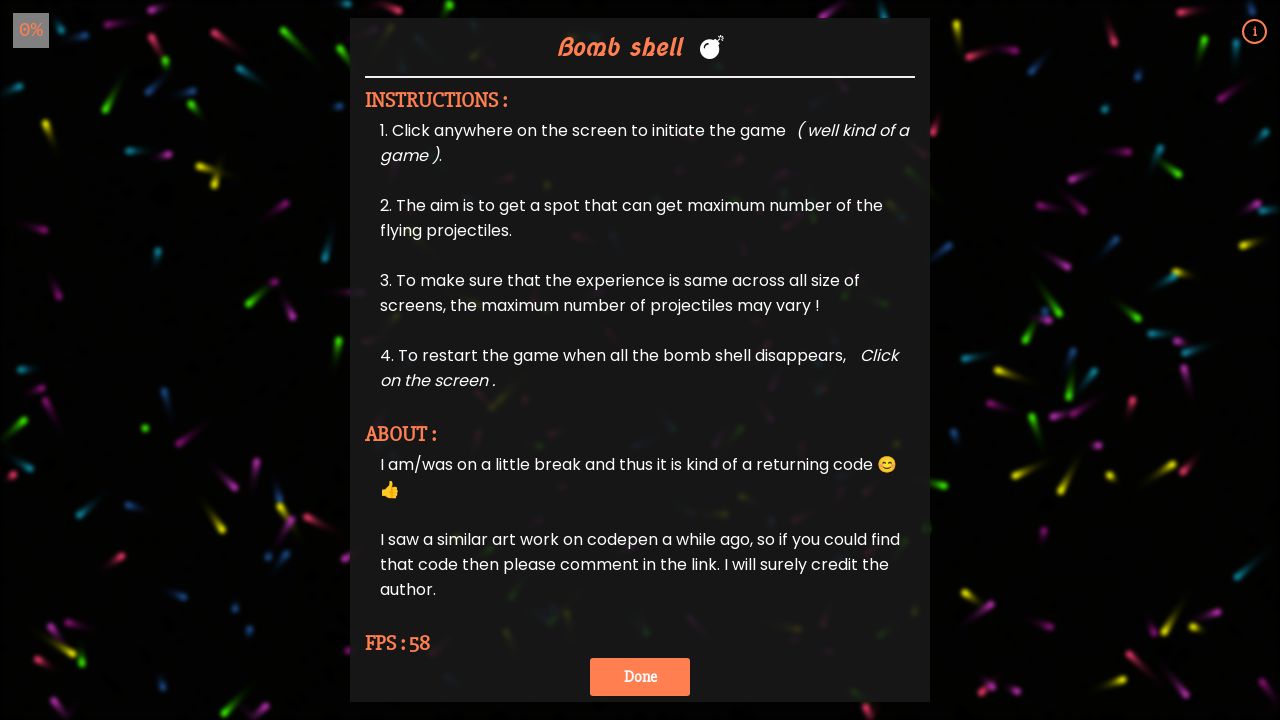 0%
i
Bomb shell 💣
INSTRUCTIONS :
1. Click anywhere on the screen to initiate the game ( well kind of a
game ).
2. The aim is to get a spot that can get maximum number of the
flying projectiles.
3. To make sure that the experience is same across all size of
screens, the maximum number of projectiles may vary !
4. To restart the game when all the bomb shell disappears, Click
on the screen .
ABOUT :
I am/was on a little break and thus it is kind of a returning code 😊
👍
I saw a similar art work on codepen a while ago, so if you could find
that code then please comment in the link. I will surely credit the
author.
FPS : 58
Done